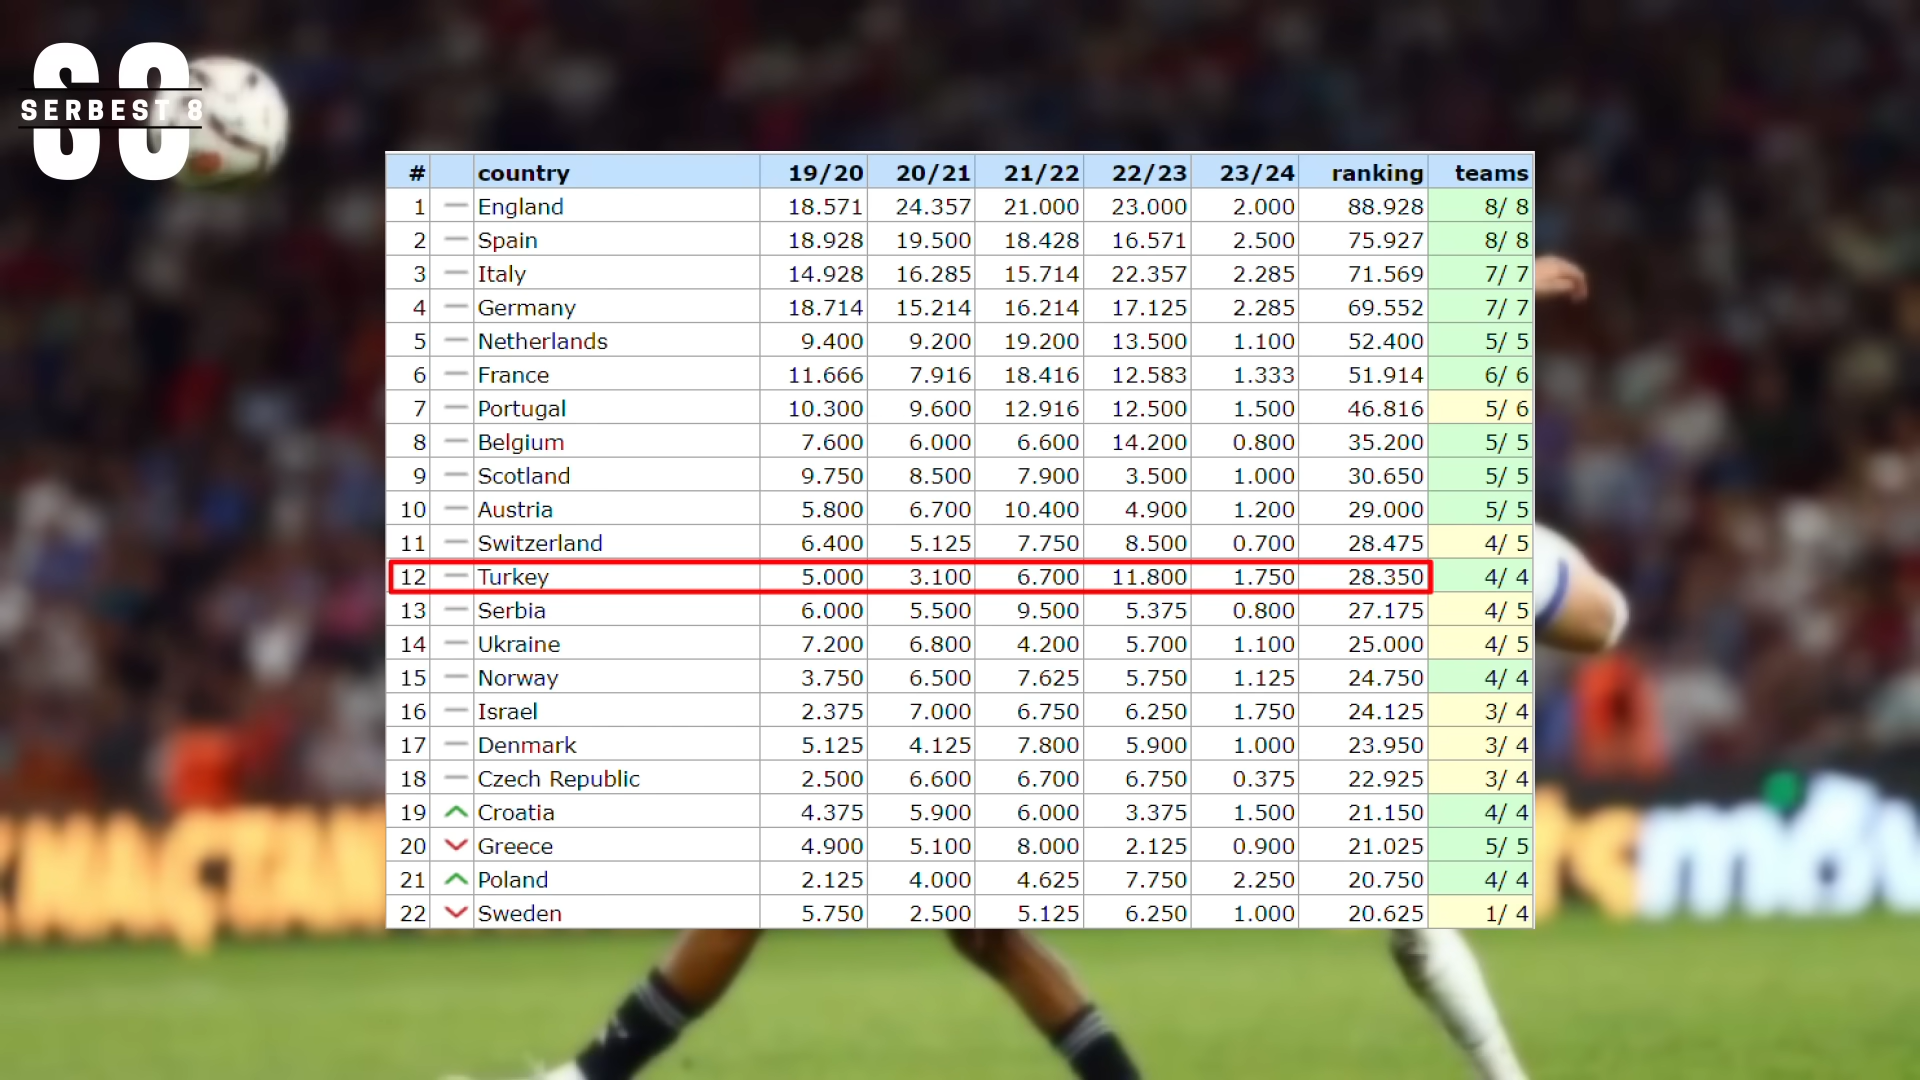 SERBEST 8
# country 19/20 20/21 21/22 22/23 23/24 ranking teams
1 England 18.571 24.357 21.000 23.000 2.000 88.928 8/ 8
2 Spain 18.928 19.500 18.428 16.571 2.500 75.927 8/ 8
3 Italy 14.928 16.285 15.714 22.357 2.285 71.569 7/ 7
4 Germany 18.714 15.214 16.214 17.125 2.285 69.552 7/ 7
5 Netherlands 9.400 9.200 19.200 13.500 1.100 52.400 5/ 5
6 France 11.666 7.916 18.416 12.583 1.333 51.914 6/ 6
7 Portugal 10.300 9.600 12.916 12.500 1.500 46.816 5/ 6
8 Belgium 7.600 6.000 6.600 14.200 0.800 35.200 5/ 5
9 Scotland 9.750 8.500 7.900 3.500 1.000 30.650 5/ 5
10 Austria 5.800 6.700 10.400 4.900 1.200 29.000 5/ 5
11 Switzerland 6.400 5.125 7.750 8.500 0.700 28.475 4/ 5
12 Turkey 5.000 3.100 6.700 11.800 1.750 28.350 4/ 4
13 Serbia 6.000 5.500 9.500 5.375 0.800 27.175 4/ 5
14 Ukraine 7.200 6.800 4.200 5.700 1.100 25.000 4/ 5
15 Norway 3.750 6.500 7.625 5.750 1.125 24.750 4/ 4
16 Israel 2.375 7.000 6.750 6.250 1.750 24.125 3/ 4
17 Denmark 5.125 4.125 7.800 5.900 1.000 23.950 3/ 4
18 Czech Republic 2.500 6.600 6.700 6.750 0.375 22.925 3/ 4
19 Croatia 4.375 5.900 6.000 3.375 1.500 21.150 4/ 4
20 Greece 4.900 5.100 8.000 2.125 0.900 21.025 5/ 5
21 Poland 2.125 4.000 4.625 7.750 2.250 20.750 4/ 4
22 Sweden 5.750 2.500 5.125 6.250 1.000 20.625 1/ 4